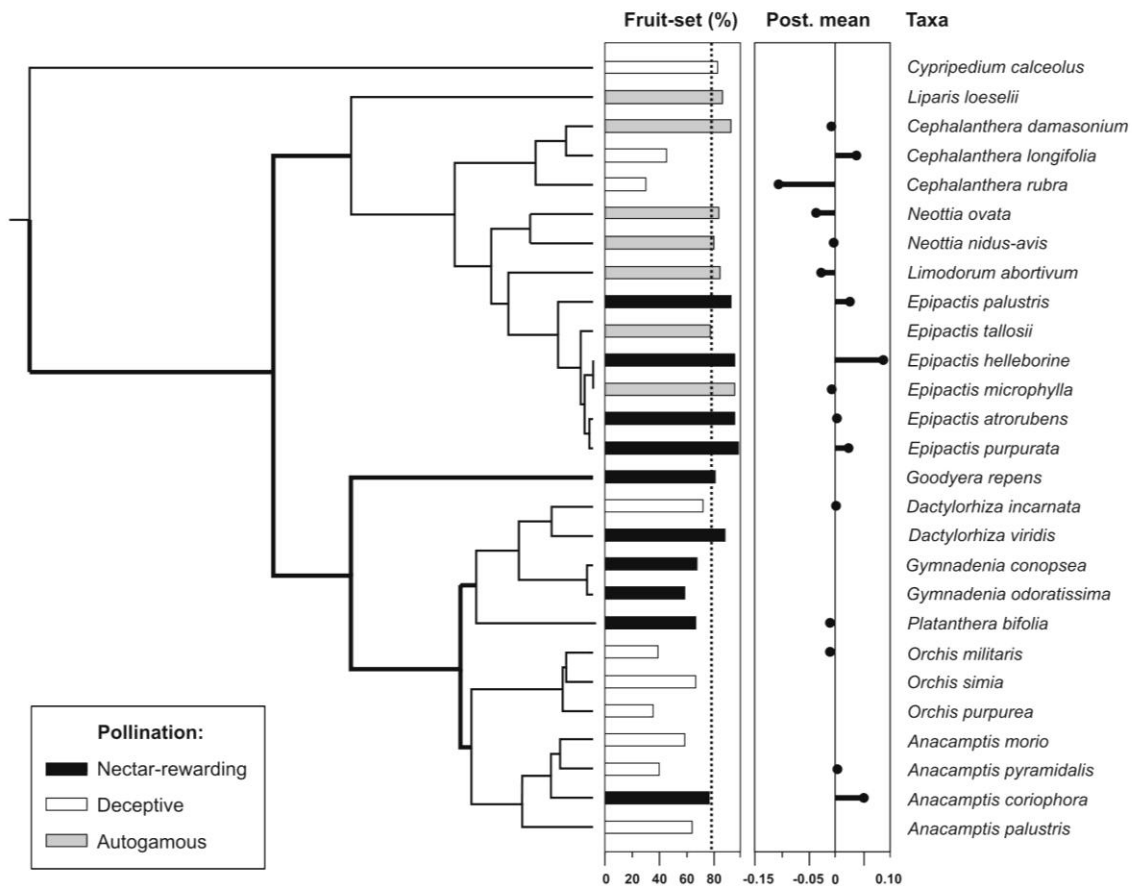 Fruit-set (%) Post. mean Taxa
Cypripedium calceolus
Liparis loeselii
Cephalanthera damasonium
Cephalanthera longifolia
Cephalanthera rubra
Neottia ovata
Neottia nidus-avis
Limodorum abortivum
Epipactis palustris
Epipactis tallosii
Epipactis helleborine
Epipactis microphylla
Epipactis atrorubens
Epipactis purpurata
Goodyera repens
Dactylorhiza incarnata
Dactylorhiza viridis
Gymnadenia conopsea
Gymnadenia odoratissima
Platanthera bifolia
Orchis militaris
Orchis simia
Orchis purpurea
Anacamptis morio
Anacamptis pyramidalis
Anacamptis coriophora
Anacamptis palustris
Pollination:
Nectar-rewarding
Deceptive
Autogamous
0 20 40 60 80 -0.15 -0.05 0 0.10